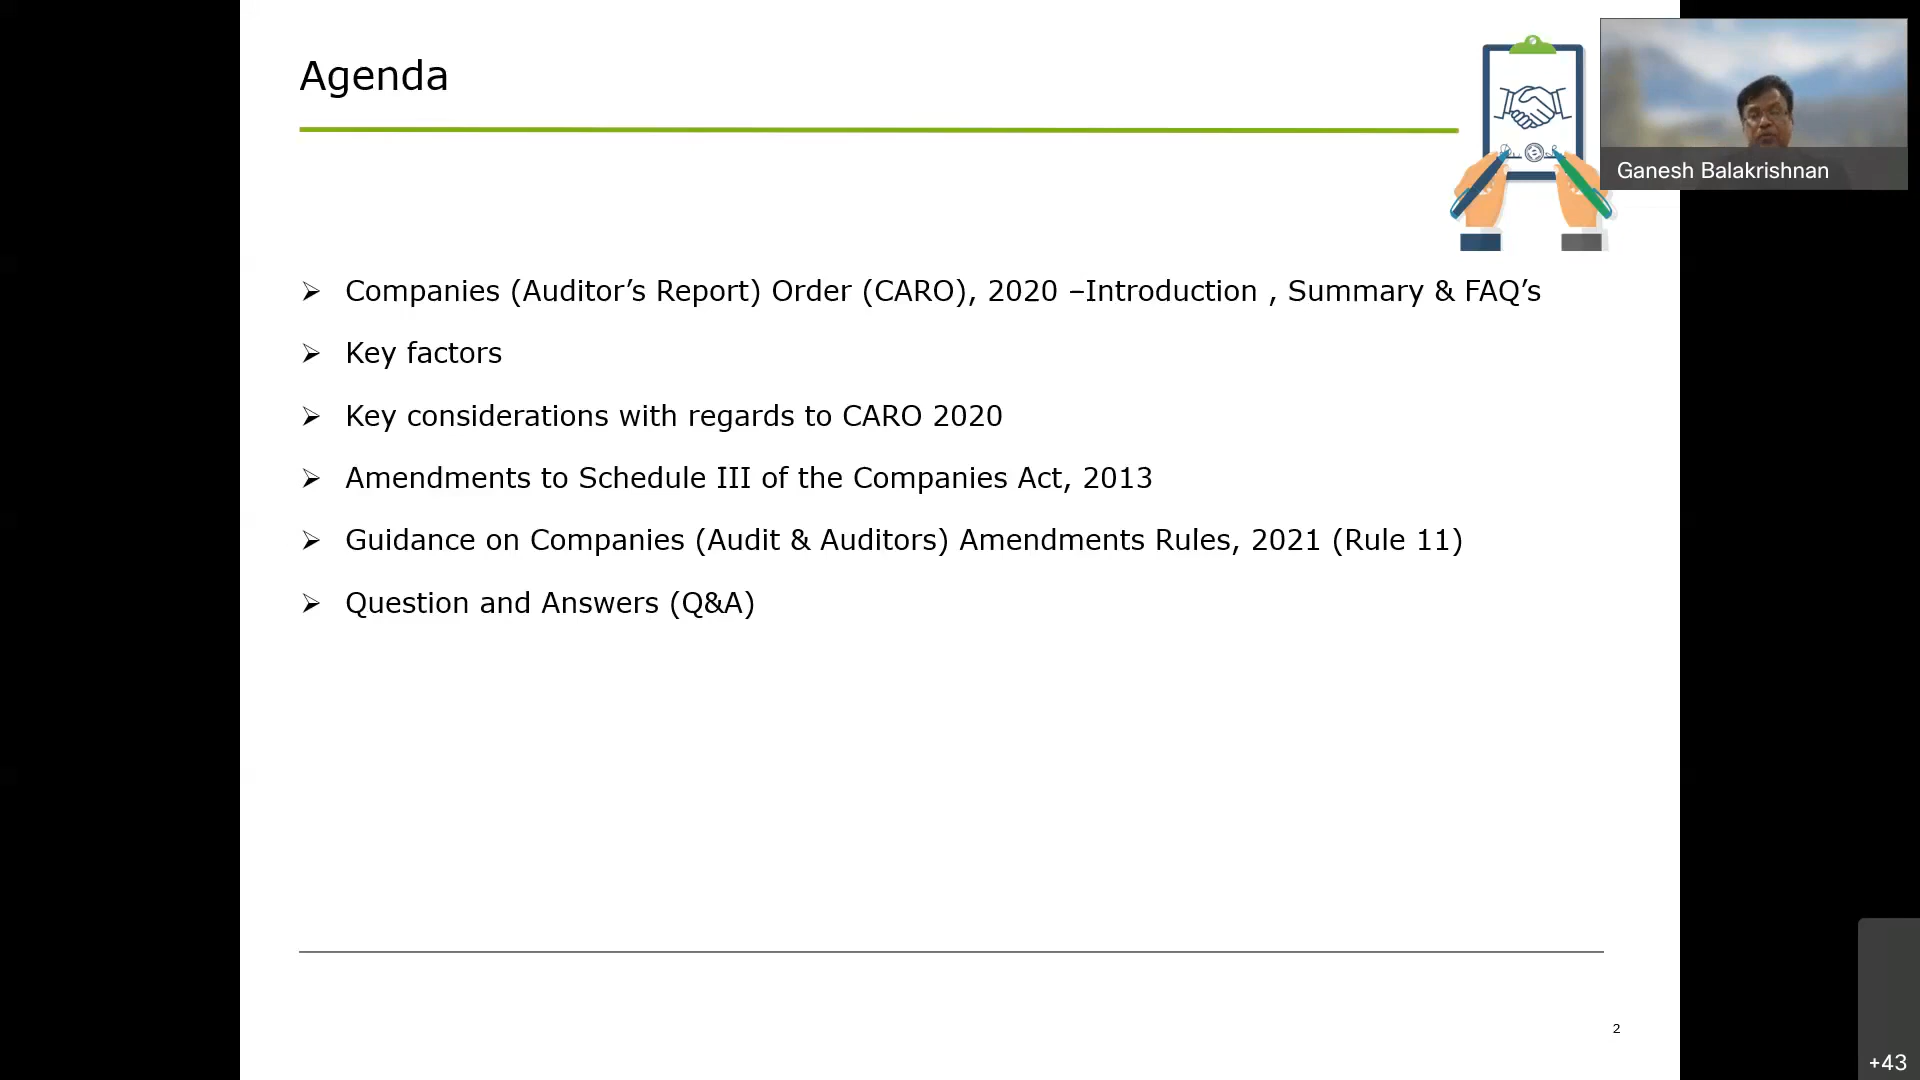 Agenda
Ganesh Balakrishnan
➢ Companies (Auditor’s Report) Order (CARO), 2020 –Introduction , Summary & FAQ’s
➢ Key factors
➢ Key considerations with regards to CARO 2020
➢ Amendments to Schedule III of the Companies Act, 2013
➢ Guidance on Companies (Audit & Auditors) Amendments Rules, 2021 (Rule 11)
➢ Question and Answers (Q&A)
2
+43